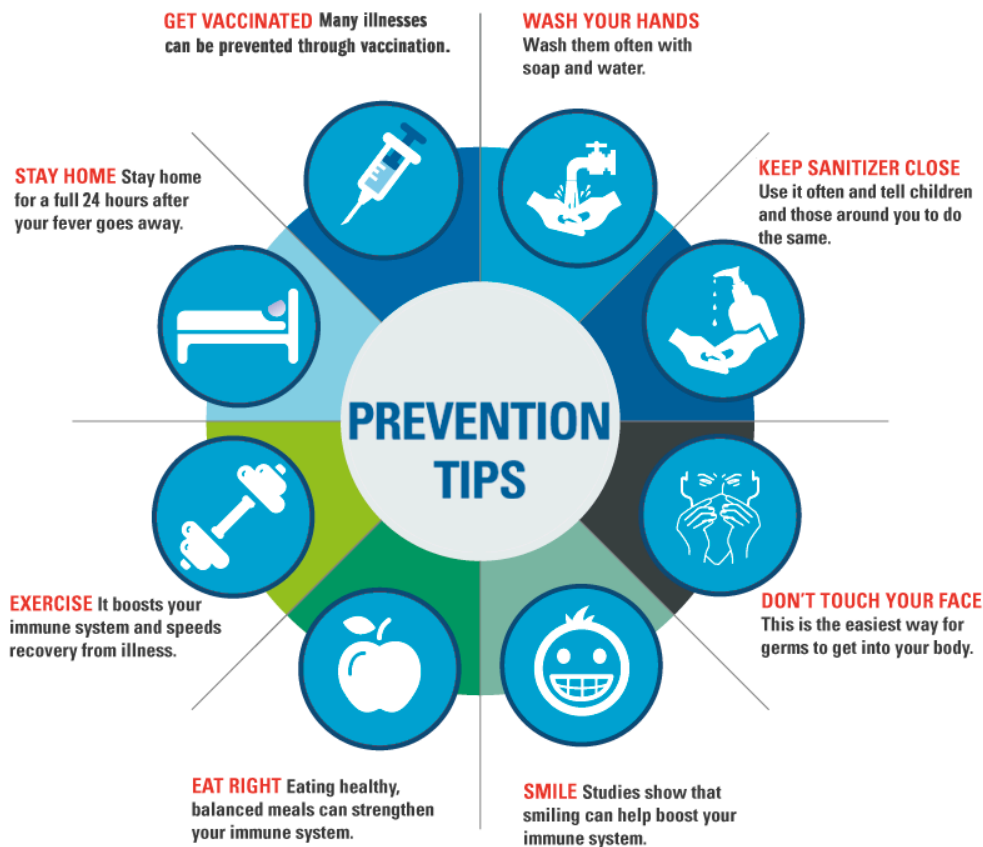 GET VACCINATED Many illnesses
can be prevented through vaccination.
WASH YOUR HANDS
Wash them often with
soap and water.
KEEP SANITIZER CLOSE
Use it often and tell children
and those around you to do
the same.
DON'T TOUCH YOUR FACE
This is the easiest way for
germs to get into your body.
SMILE Studies show that
smiling can help boost your
immune system.
EAT RIGHT Eating healthy,
balanced meals can strengthen
your immune system.
EXERCISE It boosts your
immune system and speeds
recovery from illness.
STAY HOME Stay home
for a full 24 hours after
your fever goes away.
PREVENTION
TIPS